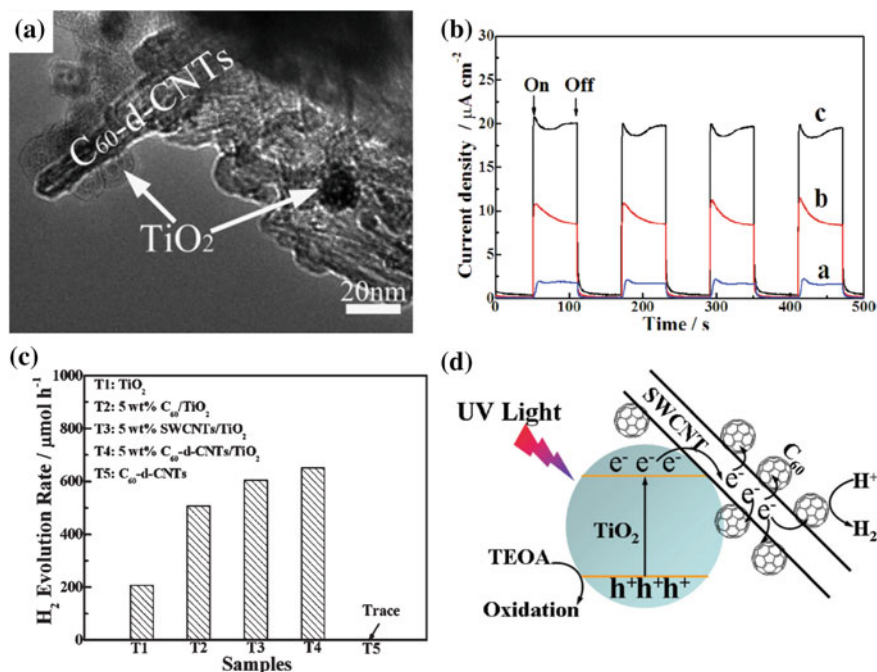 (a)
C₆₀-d-CNTs
TiO₂
20nm
(b)
Current density / μA cm⁻²
30
25
20
15
10
5
0
On Off
c
b
a
0 100 200 300 400 500
Time / s
(c)
H₂ Evolution Rate / μmol h⁻¹
1000
800
600
400
200
0
T1: TiO₂
T2: 5 wt% C₆₀/TiO₂
T3: 5 wt% SWCNTs/TiO₂
T4: 5 wt% C₆₀-d-CNTs/TiO₂
T5: C₆₀-d-CNTs
Trace
T1 T2 T3 T4 T5
Samples
(d)
UV Light
SWCNT
C₆₀
e⁻ e⁻ e⁻
e⁻
e⁻
e⁻
H⁺
H₂
TiO₂
TEOA
h⁺h⁺h⁺
Oxidation